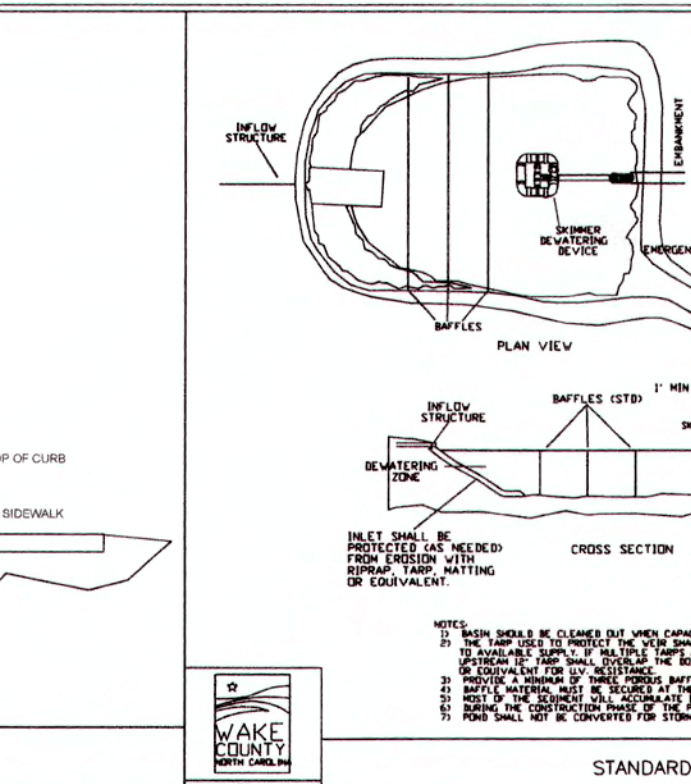 INFLOW
STRUCTURE
EMBANKMENT
SKIMMER
DEWATERING
DEVICE
EMERGEN
BAFFLES
PLAN VIEW
1' MIN
BAFFLES (STD)
INFLOW
STRUCTURE
SK
DEWATERING
ZONE
OP OF CURB
SIDEWALK
INLET SHALL BE
PROTECTED (AS NEEDED)
FROM EROSION WITH
RIPRAP, TARP, MATTING
OR EQUIVALENT.
CROSS SECTION
NOTES:
1) BASIN SHOULD BE CLEANED OUT WHEN CAPAC
2) THE TARP USED TO PROTECT THE WEIR SHA
TO AVAILABLE SUPPLY. IF MULTIPLE TARPS
UPSTREAM 12" TARP SHALL OVERLAP THE DO
OR EQUIVALENT FOR U.V. RESISTANCE.
3) PROVIDE A MINIMUM OF THREE POROUS BAFF
4) BAFFLE MATERIAL MUST BE SECURED AT THE
5) MOST OF THE SEDIMENT WILL ACCUMULATE I
6) DURING THE CONSTRUCTION PHASE OF THE P
7) POND SHALL NOT BE CONVERTED FOR STORM
WAKE
COUNTY
NORTH CAROLINA
STANDARD